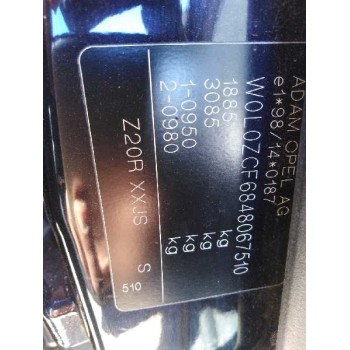 ADAM OPEL AG
e1*98/14*0187
W0L0ZCF6848067510
1885 kg
3085 kg
1-0950 kg
2-0980 kg
Z20R XXJS S
510